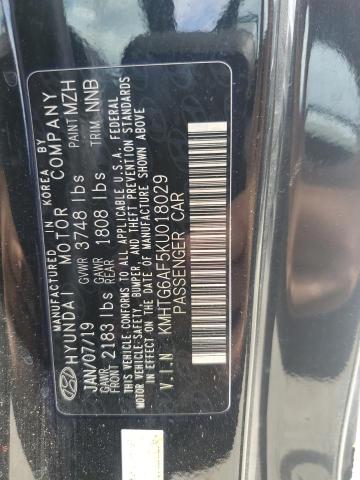 MANUFACTURED IN KOREA BY
HYUNDAI MOTOR COMPANY PAINT MZH
JAN/07/19 GVWR 3748 lbs TRIM NNB
GAWR FRONT 2183 lbs GAWR REAR 1808 lbs
THIS VEHICLE CONFORMS TO ALL APPLICABLE U.S.A. FEDERAL
MOTOR VEHICLE-SAFETY, BUMPER, AND THEFT PREVENTION
STANDARDS IN EFFECT ON THE DATE OF MANUFACTURE SHOWN ABOVE
V.I.N KMHTG6AF5KU018029
PASSENGER CAR